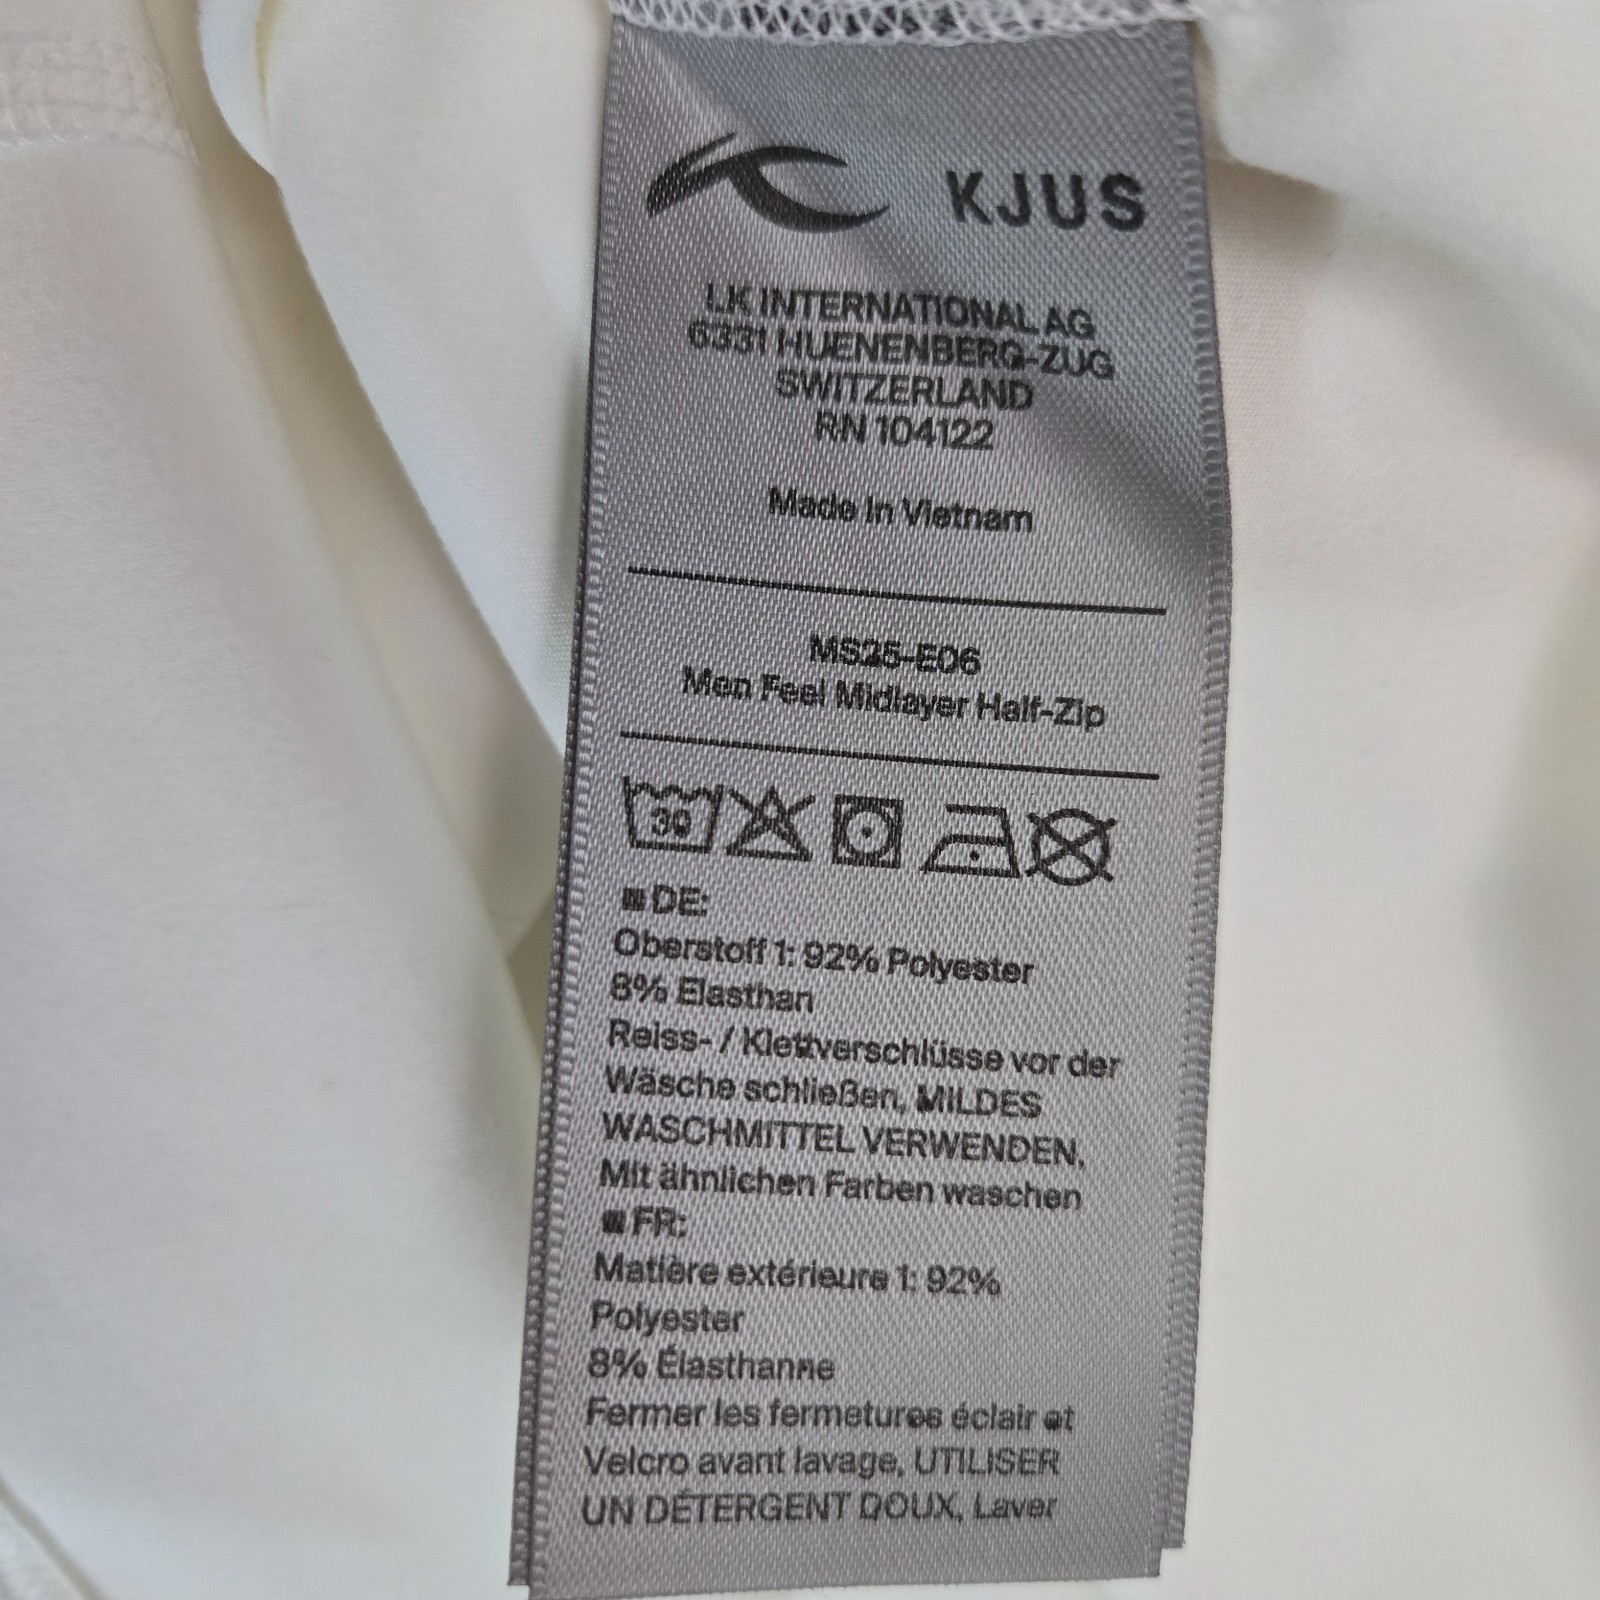 KJUS
LK INTERNATIONAL AG
6331 HUENENBERG-ZUG
SWITZERLAND
RN 104122
Made In Vietnam
MS25-E06
Men Feel Midlayer Half-Zip
30
DE:
Oberstoff 1: 92% Polyester
8% Elasthan
Reiss- / Klettverschlüsse vor der
Wäsche schließen, MILDES
WASCHMITTEL VERWENDEN,
Mit ähnlichen Farben waschen
FR:
Matière extérieure 1: 92%
Polyester
8% Élasthanne
Fermer les fermetures éclair et
Velcro avant lavage, UTILISER
UN DÉTERGENT DOUX, Laver